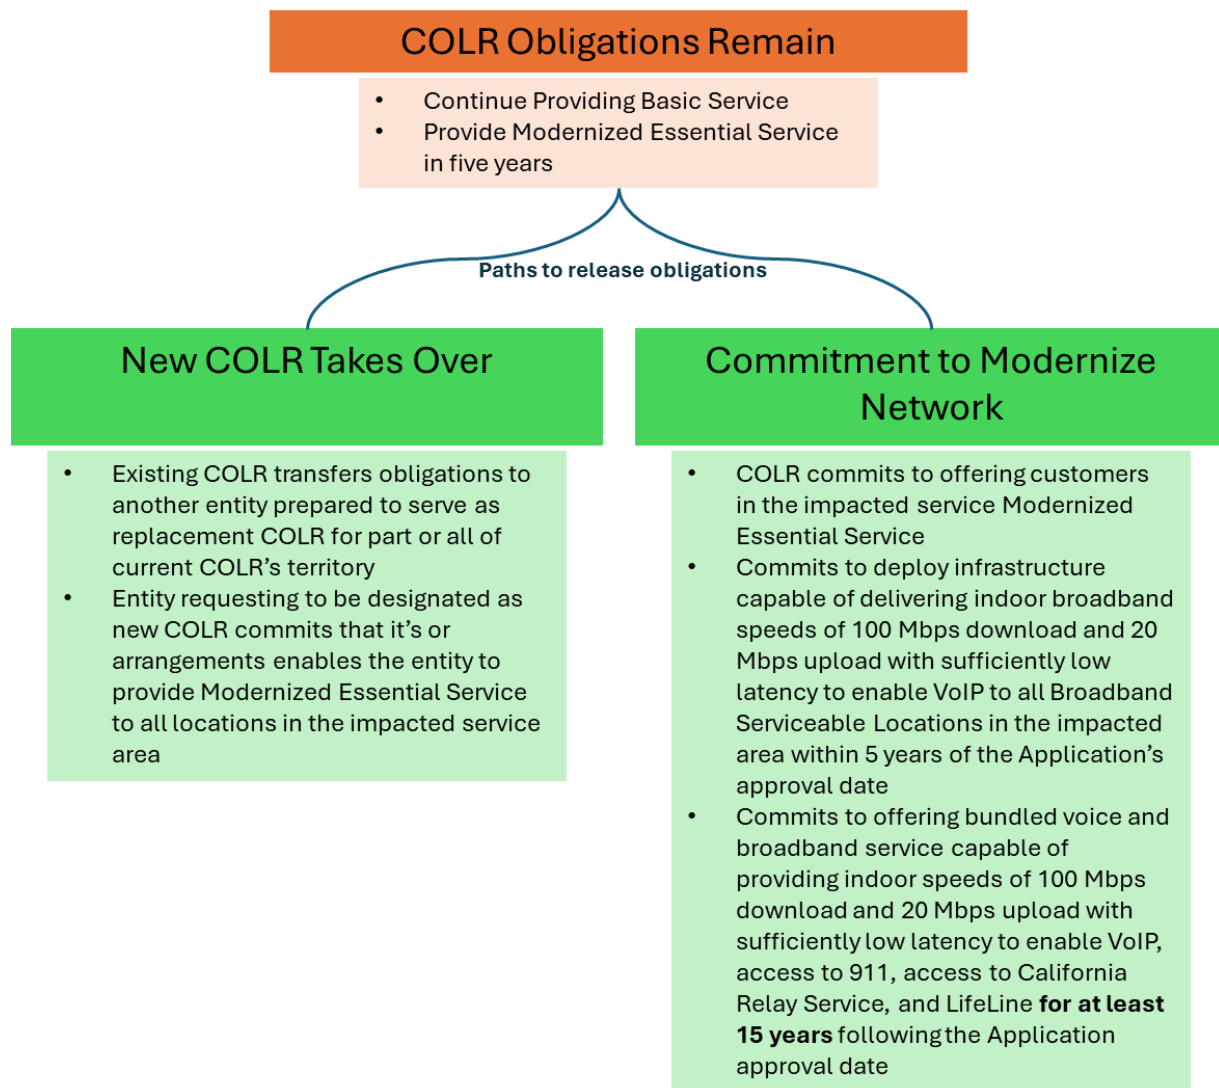 COLR Obligations Remain
• Continue Providing Basic Service
• Provide Modernized Essential Service
in five years
Paths to release obligations
New COLR Takes Over
• Existing COLR transfers obligations to
another entity prepared to serve as
replacement COLR for part or all of
current COLR’s territory
• Entity requesting to be designated as
new COLR commits that it’s or
arrangements enables the entity to
provide Modernized Essential Service
to all locations in the impacted service
area
Commitment to Modernize
Network
• COLR commits to offering customers
in the impacted service Modernized
Essential Service
• Commits to deploy infrastructure
capable of delivering indoor broadband
speeds of 100 Mbps download and 20
Mbps upload with sufficiently low
latency to enable VoIP to all Broadband
Serviceable Locations in the impacted
area within 5 years of the Application’s
approval date
• Commits to offering bundled voice and
broadband service capable of
providing indoor speeds of 100 Mbps
download and 20 Mbps upload with
sufficiently low latency to enable VoIP,
access to 911, access to California
Relay Service, and LifeLine for at least
15 years following the Application
approval date